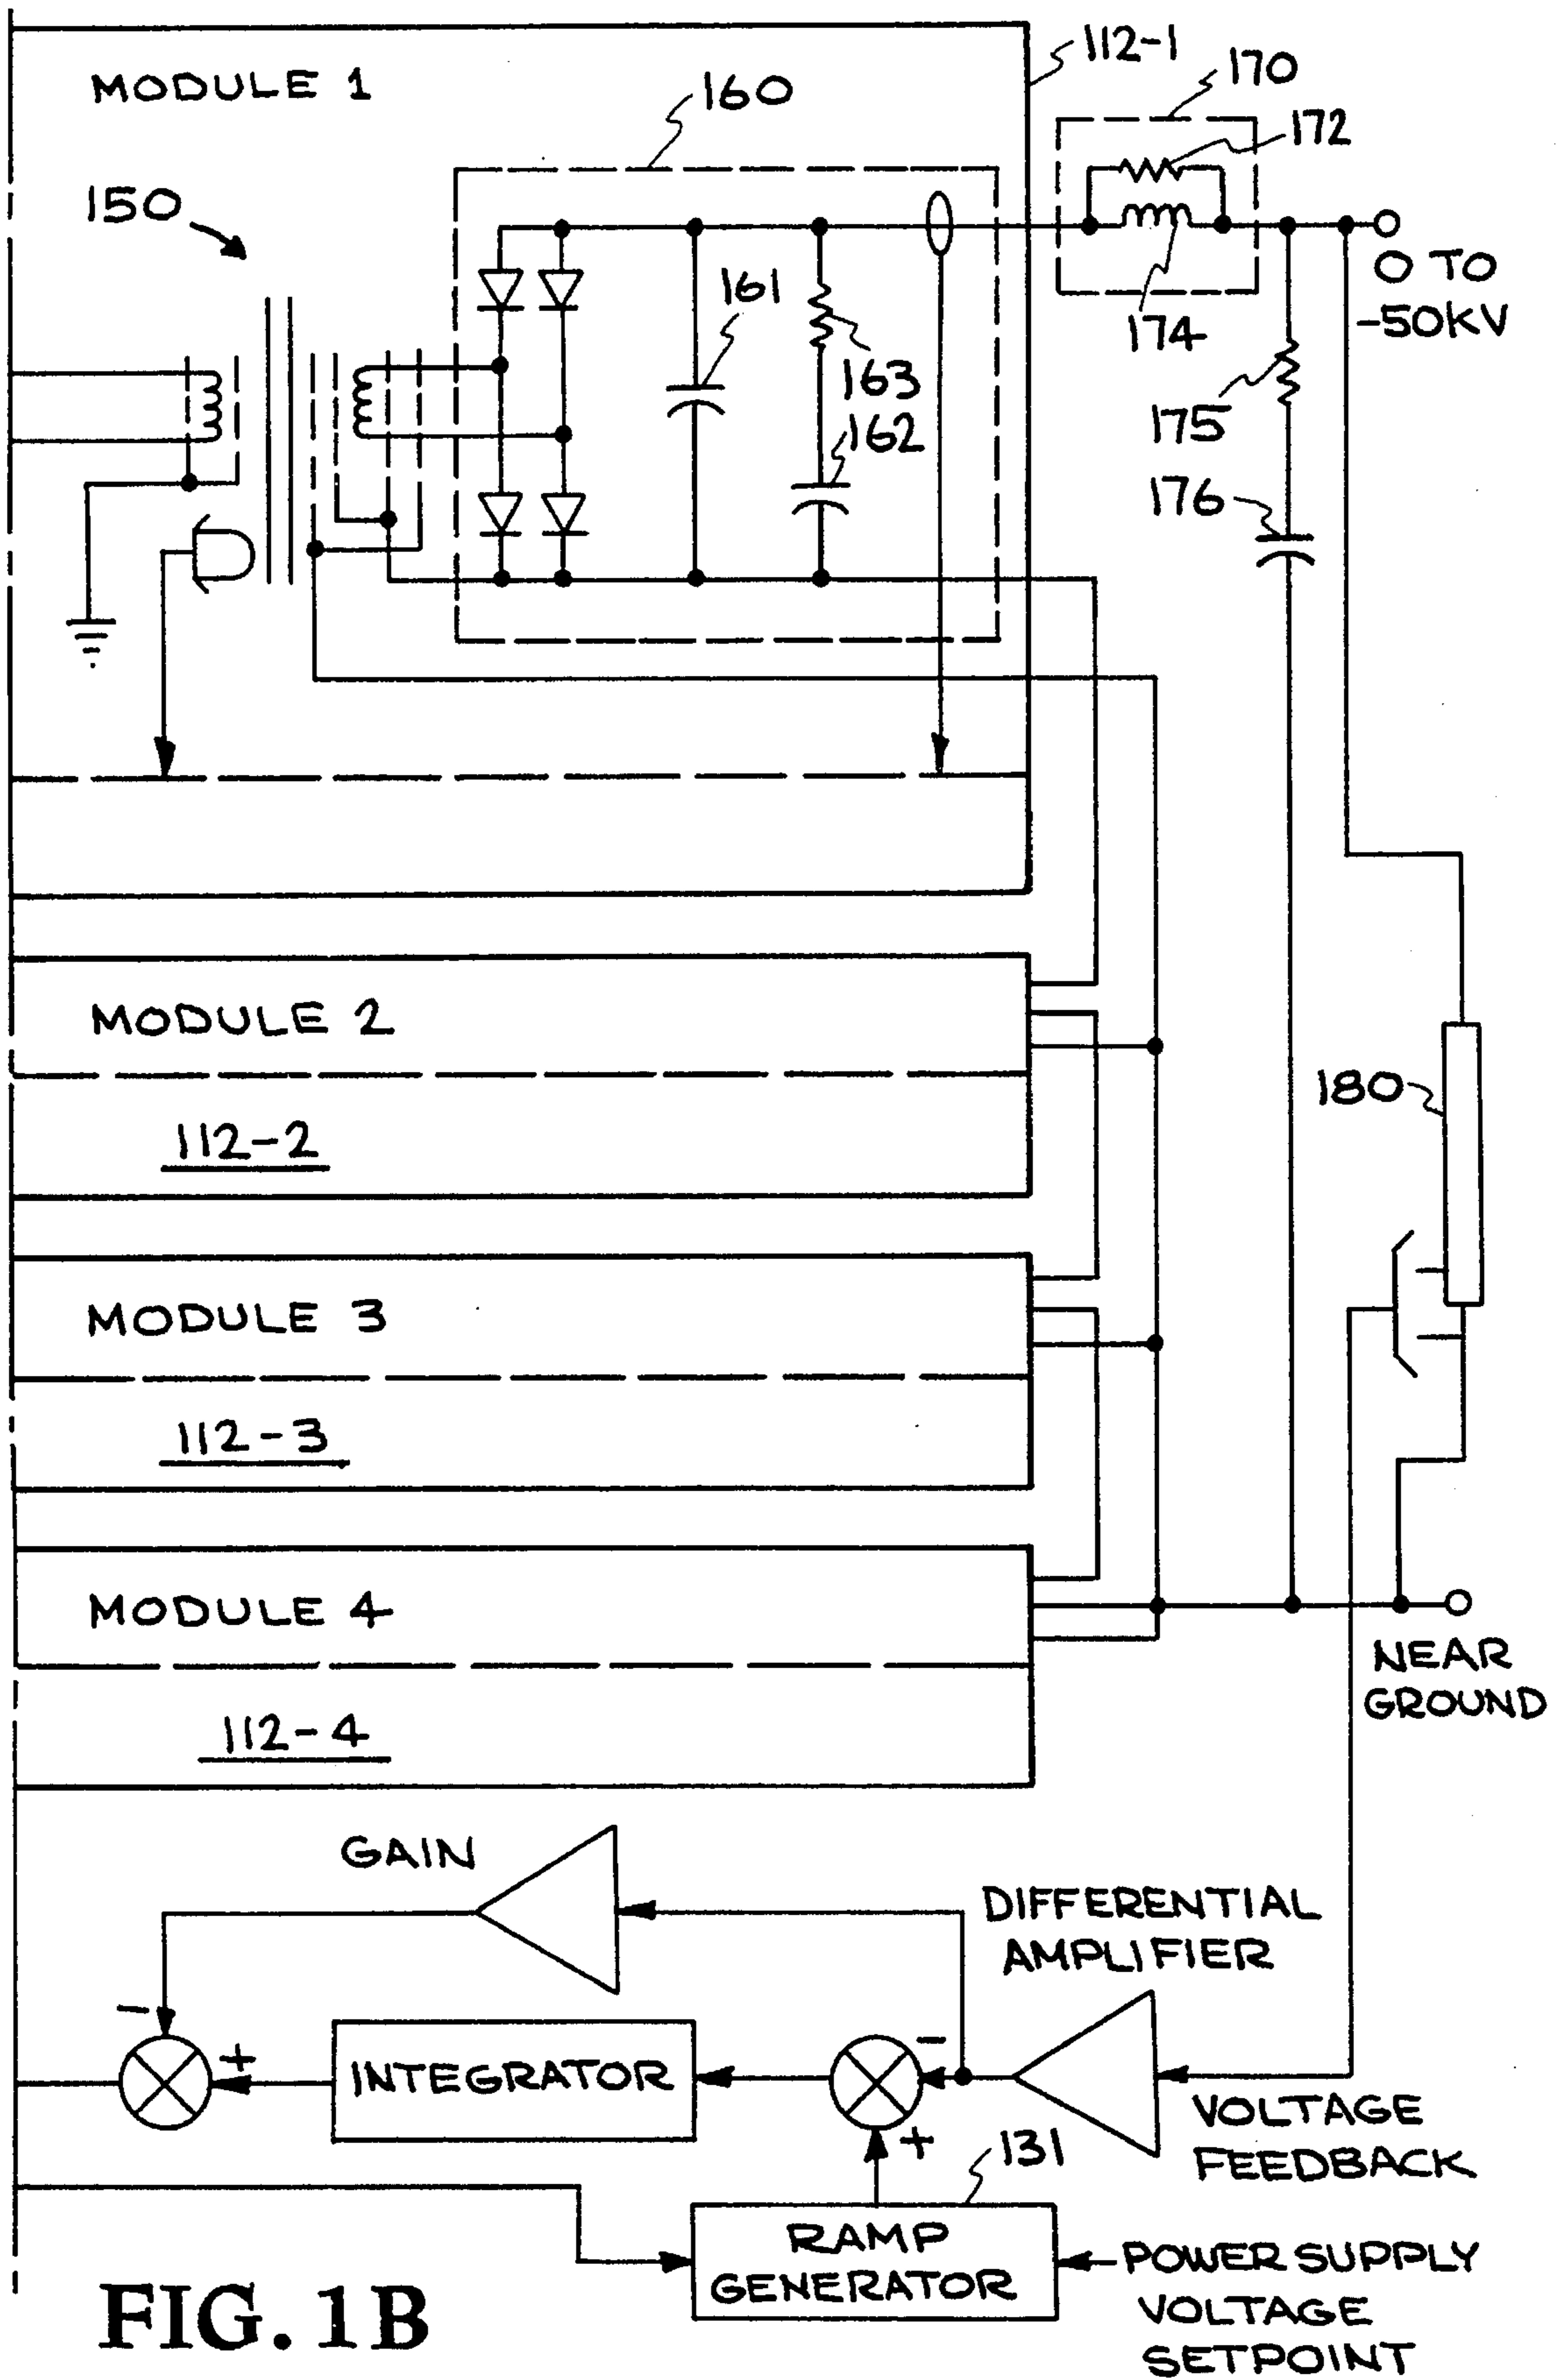 112-1
170
MODULE 1
160
172
150
0 TO
-50KV
161
174
163
175
162
176
MODULE 2
180
112-2
MODULE 3
112-3
MODULE 4
NEAR
GROUND
112-4
GAIN
DIFFERENTIAL
AMPLIFIER
-
-
+
INTEGRATOR
VOLTAGE
FEEDBACK
+
131
RAMP
GENERATOR
POWER SUPPLY
VOLTAGE
SETPOINT
FIG. 1B